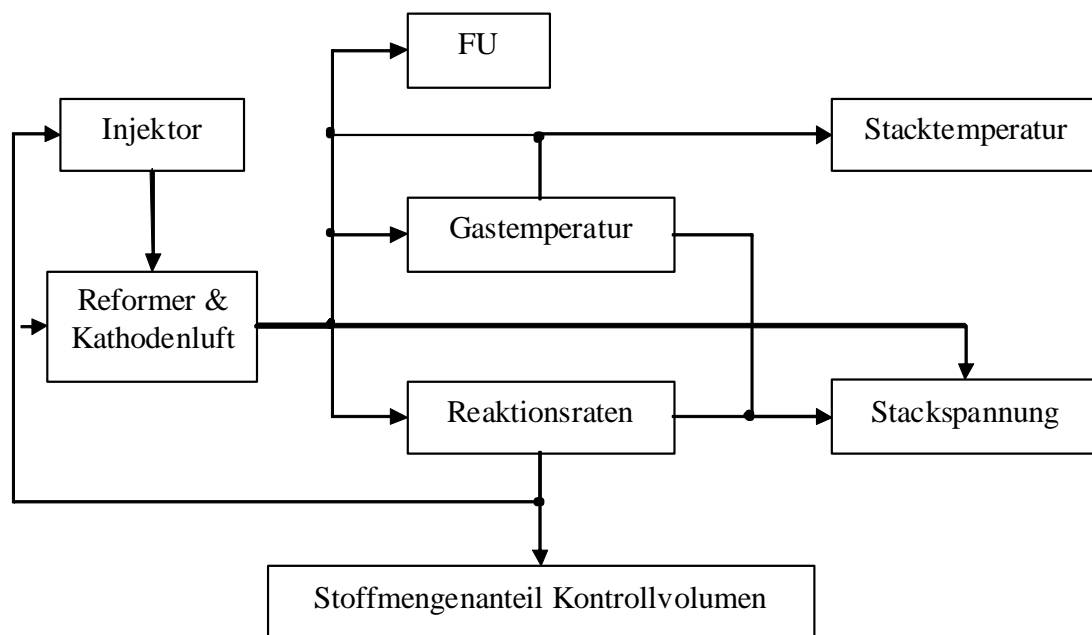 FU
Injektor
Stacktemperatur
Gastemperatur
Reformer &
Kathodenluft
Reaktionsraten
Stackspannung
Stoffmengenanteil Kontrollvolumen